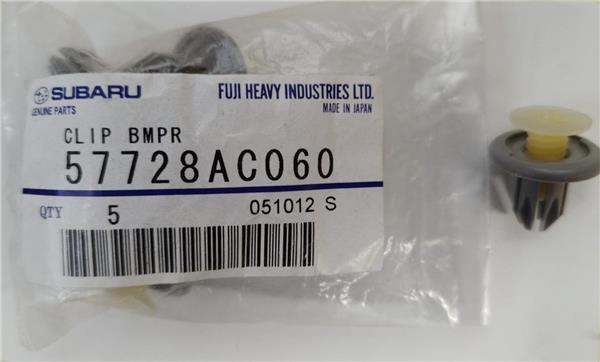 SUBARU
GENUINE PARTS
FUJI HEAVY INDUSTRIES LTD.
MADE IN JAPAN
CLIP BMPR
57728AC060
QTY 5 051012 S